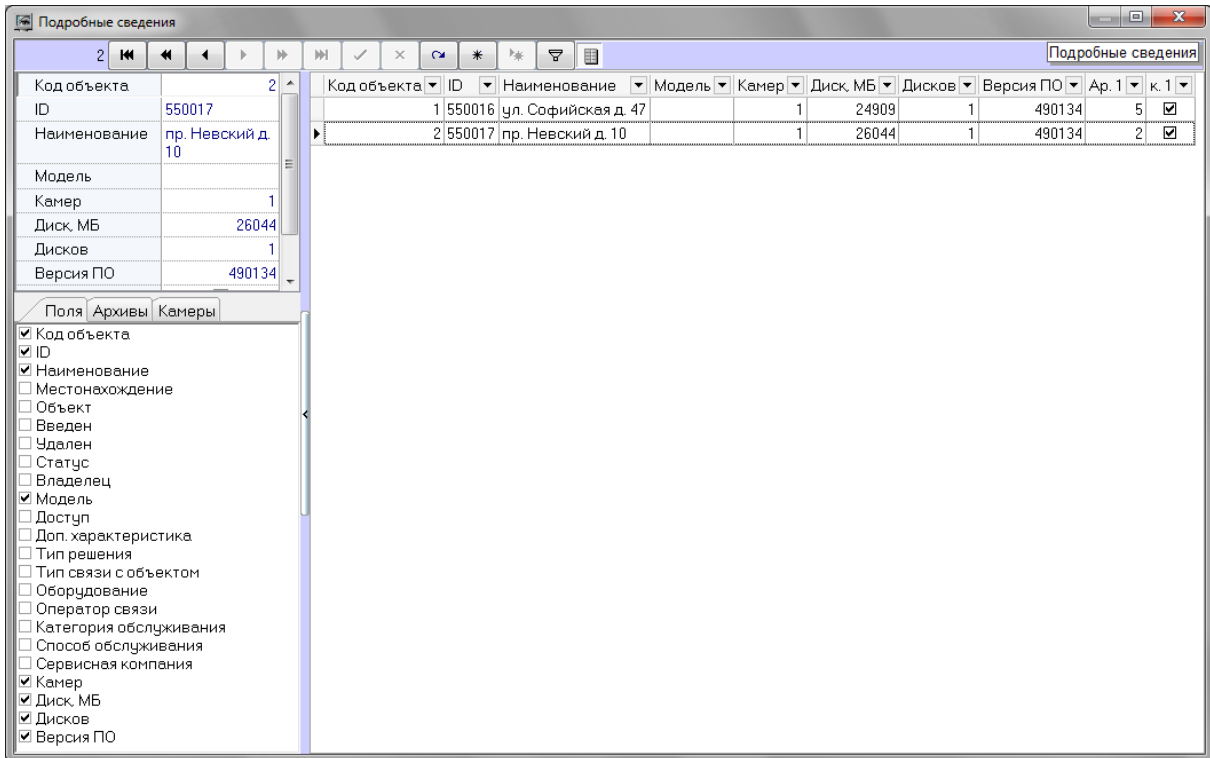 Подробные сведения
2
Подробные сведения
Код объекта 2
ID 550017
Наименование пр. Невский д.
10
Модель
Камер 1
Диск, МБ 26044
Дисков 1
Версия ПО 490134
Код объекта ID Наименование Модель Камер Диск, МБ Дисков Версия ПО Ар. 1 к. 1
1 550016 ул. Софийская д. 47 1 24909 1 490134 5
2 550017 пр. Невский д. 10 1 26044 1 490134 2
Поля Архивы Камеры
Код объекта
ID
Наименование
Местонахождение
Объект
Введен
Удален
Статус
Владелец
Модель
Доступ
Доп. характеристика
Тип решения
Тип связи с объектом
Оборудование
Оператор связи
Категория обслуживания
Способ обслуживания
Сервисная компания
Камер
Диск, МБ
Дисков
Версия ПО